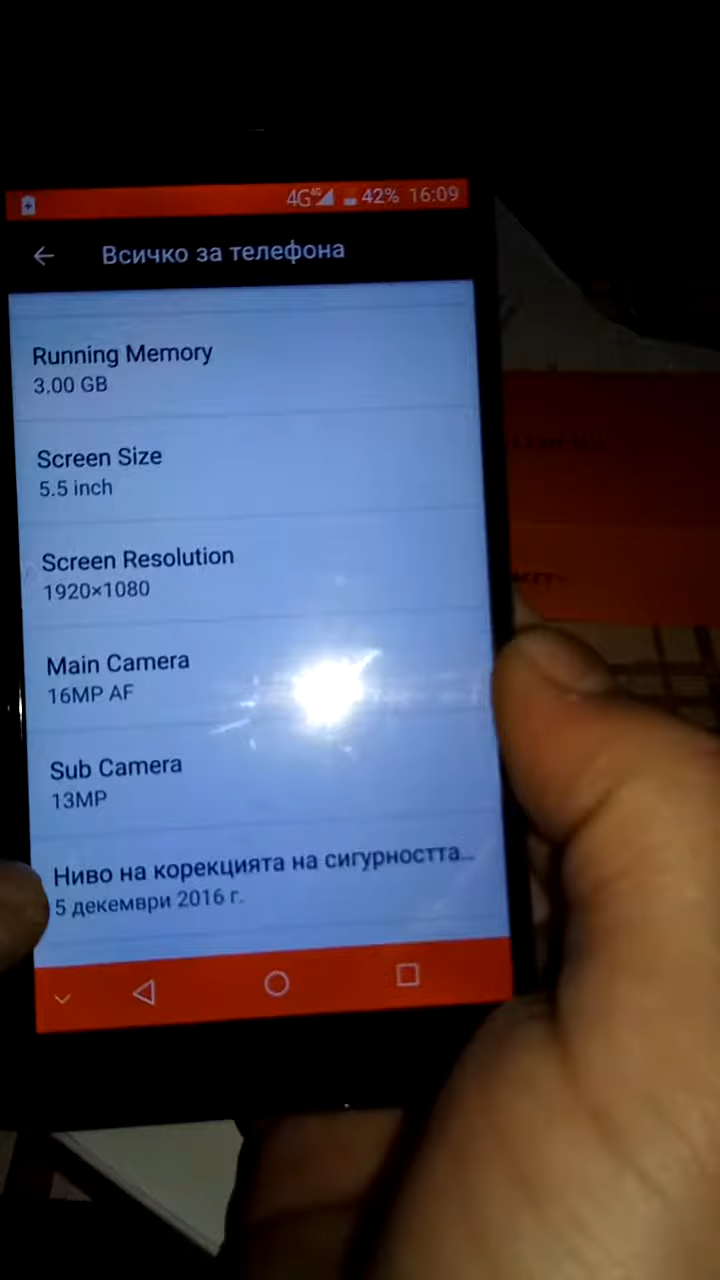 4G 4G 42% 16:09
Всичко за телефона
Running Memory
3.00 GB
Screen Size
5.5 inch
Screen Resolution
1920×1080
Main Camera
16MP AF
Sub Camera
13MP
Ниво на корекцията на сигурността...
5 декември 2016 г.